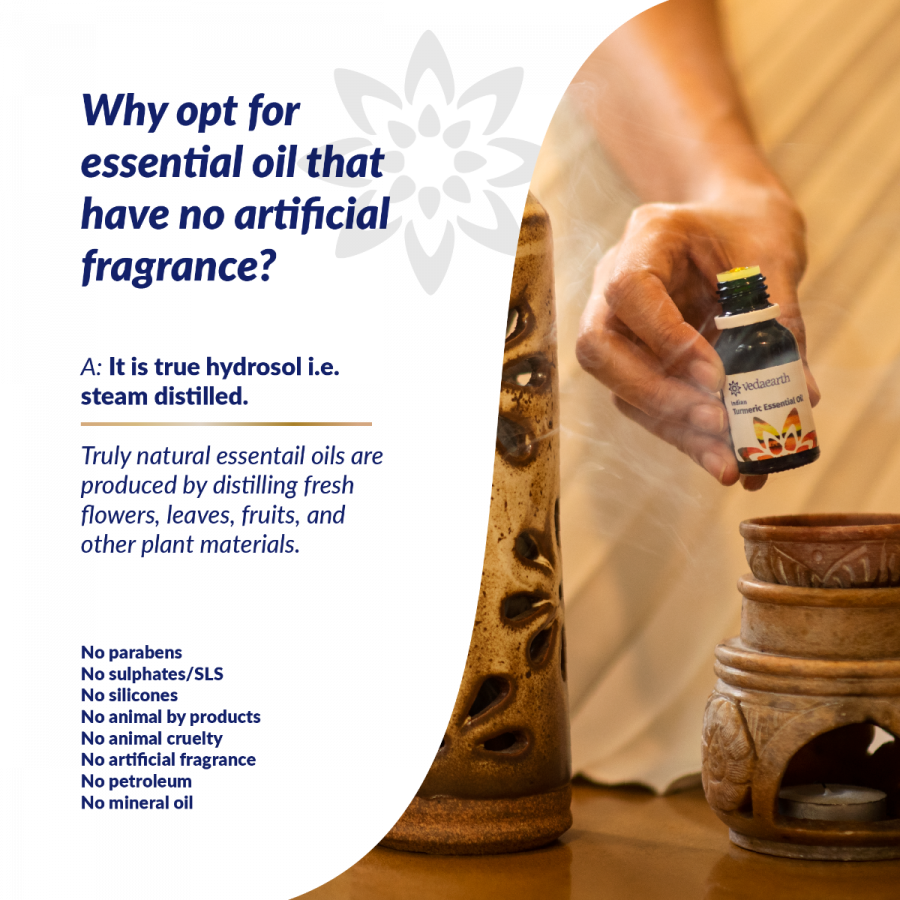 Why opt for
essential oil that
have no artificial
fragrance?
A: It is true hydrosol i.e.
steam distilled.
Truly natural essentail oils are
produced by distilling fresh
flowers, leaves, fruits, and
other plant materials.
No parabens
No sulphates/SLS
No silicones
No animal by products
No animal cruelty
No artificial fragrance
No petroleum
No mineral oil
vedaearth
Indian
Turmeric Essential Oil